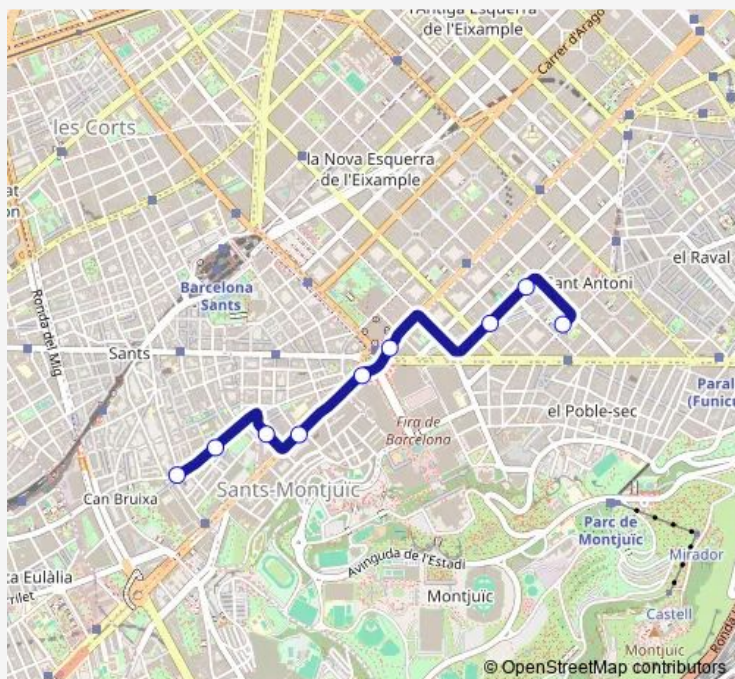 l'Antiga Esquerra
de l'Eixample
Carrer d'Aragó
les Corts
la Nova Esquerra
de l'Eixample
el Raval
Barcelona
Sants
Sant Antoni
Ronda del Mig
Sants
el Poble-sec
Fira de
Barcelona
Can Bruixa
Sants-Montjuïc
Parc de
Montjuïc
Mirador
Avinguda de l'Estadi
Montjuïc
Castell
Montjuïc
© OpenStreetMap contributors